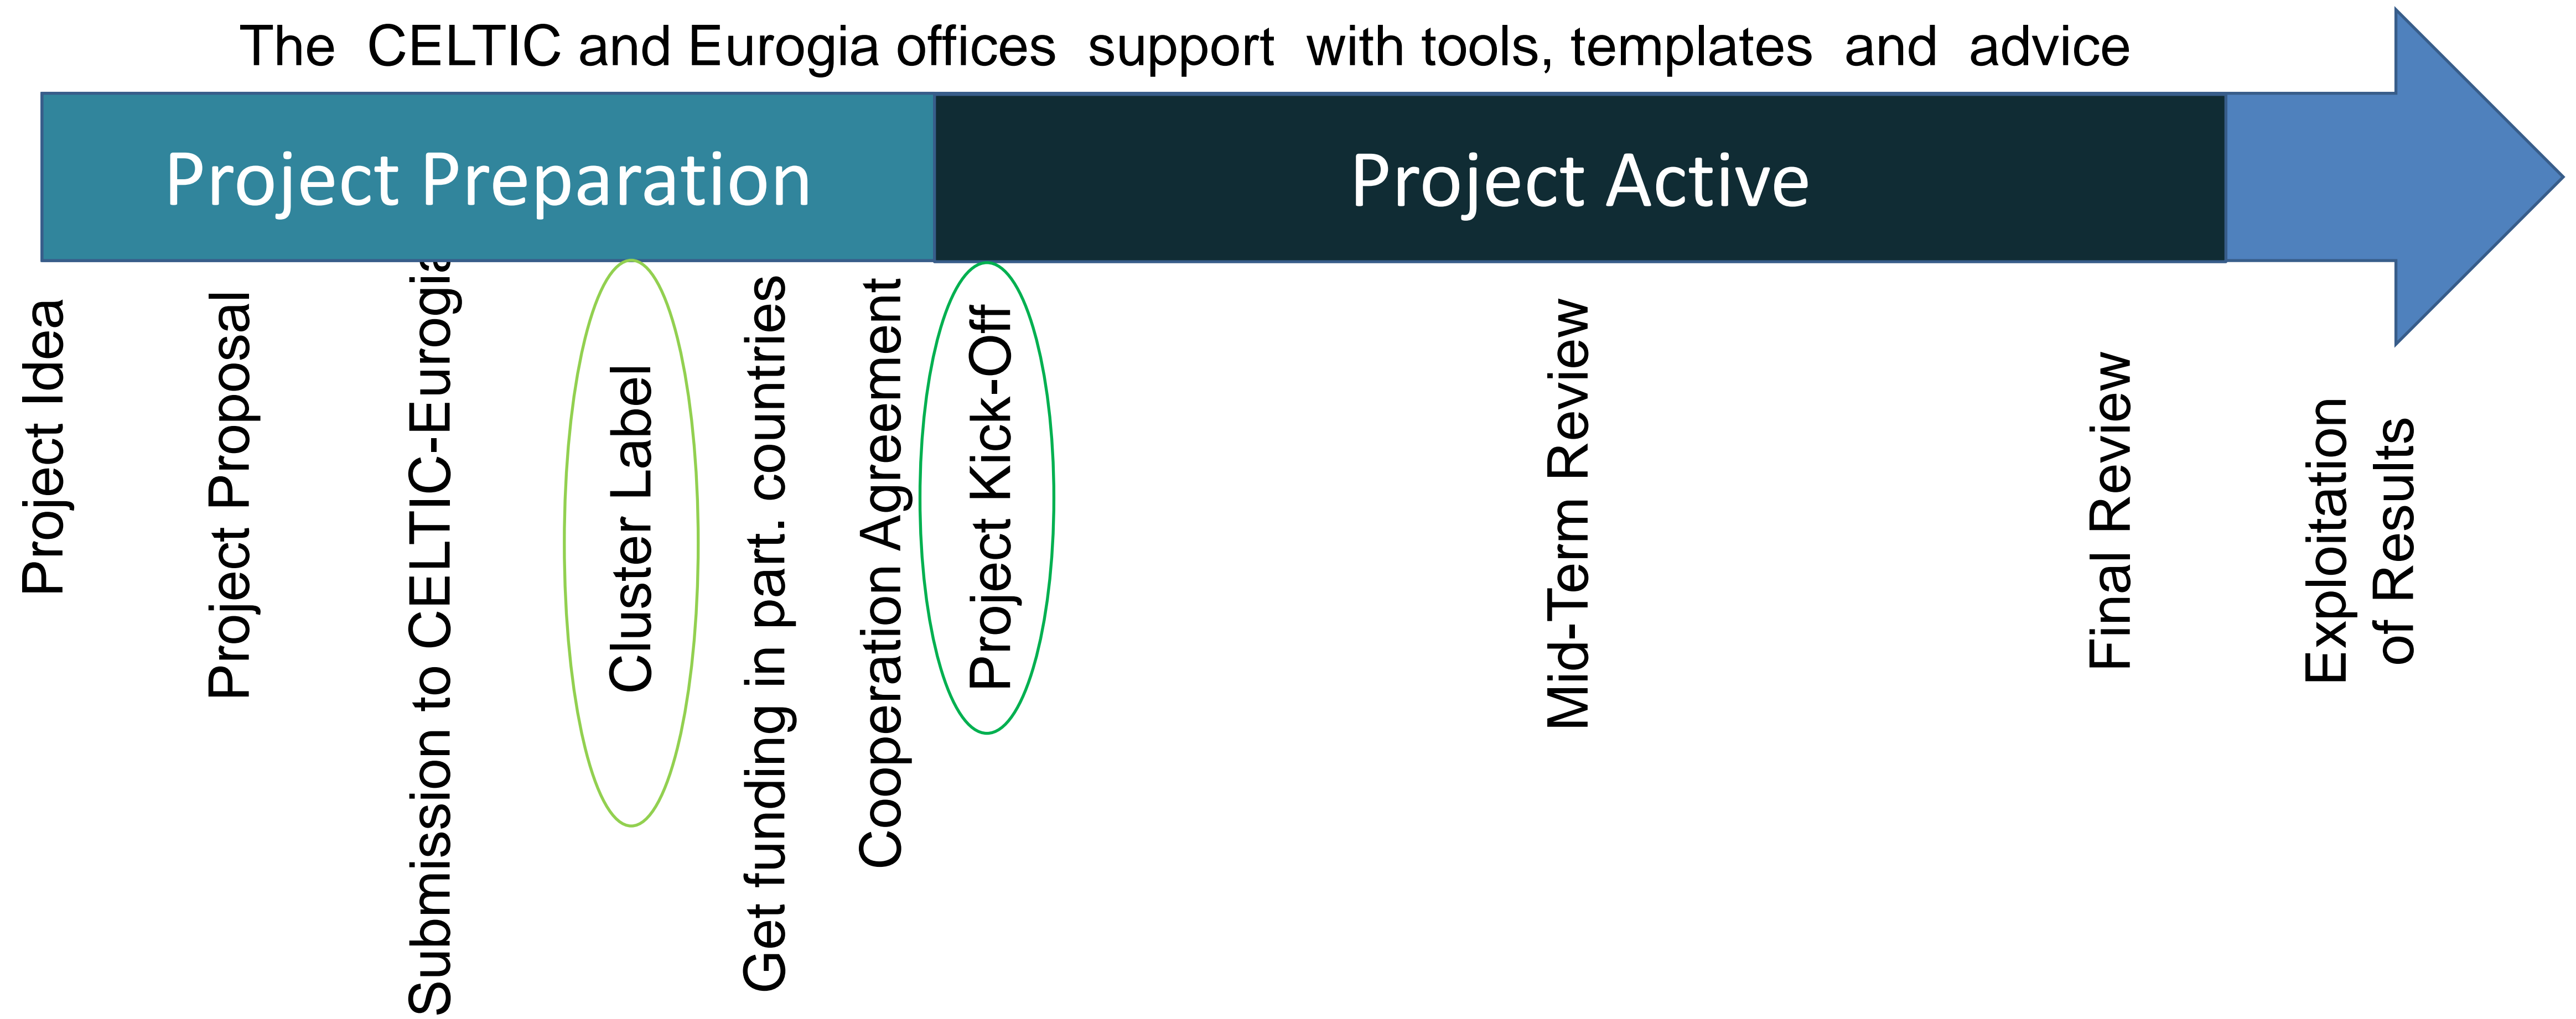 The CELTIC and Eurogia offices support with tools, templates and advice
Project Preparation
Project Active
Project Idea
Project Proposal
Submission to CELTIC-Eurogia
Cluster Label
Get funding in part. countries
Cooperation Agreement
Project Kick-Off
Mid-Term Review
Final Review
Exploitation
of Results